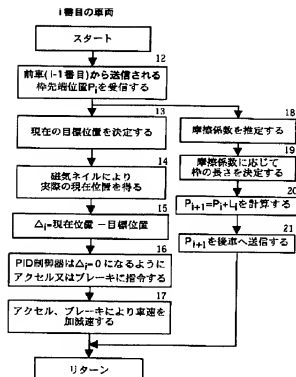 i番目の車両
スタート
12
前車(i-1番目)から送信される
枠先端位置Piを受信する
13
現在の目標位置を決定する
14
磁気ネイルにより
実際の現在位置を得る
15
△i=現在位置 −目標位置
16
PID制御器は△i=0になるように
アクセル又はブレーキに指令する
17
アクセル、ブレーキにより車速を
加減速する
18
摩擦係数を推定する
19
摩擦係数に応じて
枠の長さを決定する
20
Pi+1=Pi+Liを計算する
21
Pi+1を後車へ送信する
リターン